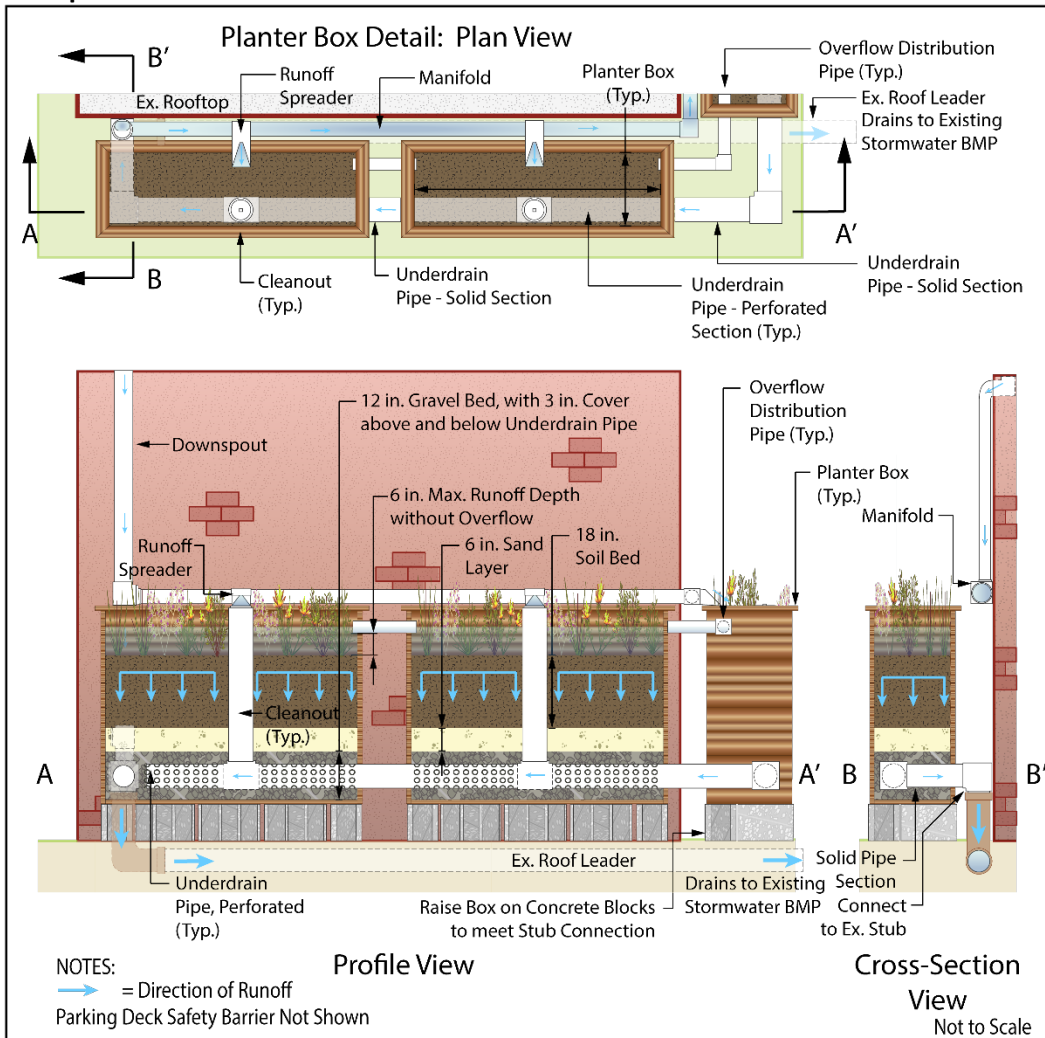 Planter Box Detail: Plan View
B'
Runoff
Spreader
Manifold
Planter Box
(Typ.)
Overflow Distribution
Pipe (Typ.)
Ex. Rooftop
Ex. Roof Leader
Drains to Existing
Stormwater BMP
A
A'
B
Cleanout
(Typ.)
Underdrain
Pipe - Solid Section
Underdrain
Pipe - Perforated
Section (Typ.)
Underdrain
Pipe - Solid Section
12 in. Gravel Bed, with 3 in. Cover
above and below Underdrain Pipe
Overflow
Distribution
Pipe (Typ.)
Downspout
6 in. Max. Runoff Depth
without Overflow
Planter Box
(Typ.)
Manifold
Runoff
Spreader
6 in. Sand
Layer
18 in.
Soil Bed
Cleanout
(Typ.)
A
A'
B
B'
Ex. Roof Leader
Underdrain
Pipe, Perforated
(Typ.)
Raise Box on Concrete Blocks
to meet Stub Connection
Drains to Existing
Stormwater BMP
Solid Pipe
Section
Connect
to Ex. Stub
NOTES:
= Direction of Runoff
Parking Deck Safety Barrier Not Shown
Profile View
Cross-Section
View
Not to Scale